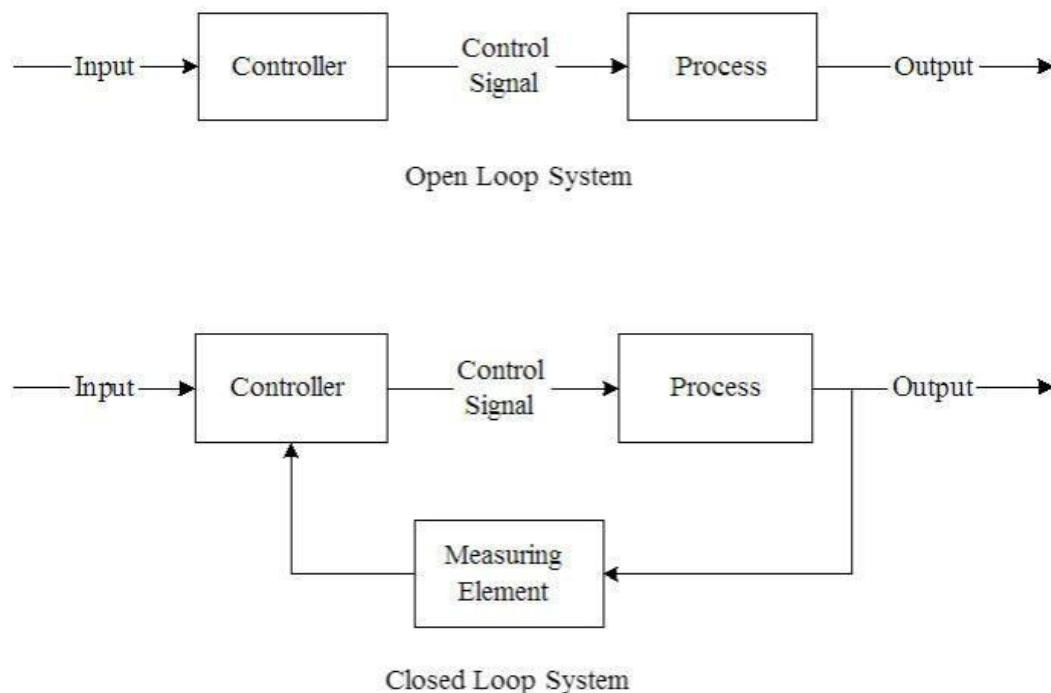 Input
Controller
Control
Signal
Process
Output
Open Loop System
Input
Controller
Control
Signal
Process
Output
Measuring
Element
Closed Loop System